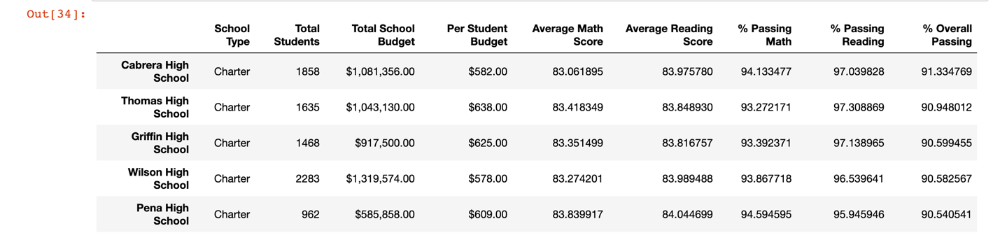 Out[34]:
School Total Total School Per Student Average Math Average Reading % Passing % Passing % Overall
Type Students Budget Budget Score Score Math Reading Passing
Cabrera High
School Charter 1858 $1,081,356.00 $582.00 83.061895 83.975780 94.133477 97.039828 91.334769
Thomas High
School Charter 1635 $1,043,130.00 $638.00 83.418349 83.848930 93.272171 97.308869 90.948012
Griffin High
School Charter 1468 $917,500.00 $625.00 83.351499 83.816757 93.392371 97.138965 90.599455
Wilson High
School Charter 2283 $1,319,574.00 $578.00 83.274201 83.989488 93.867718 96.539641 90.582567
Pena High
School Charter 962 $585,858.00 $609.00 83.839917 84.044699 94.594595 95.945946 90.540541